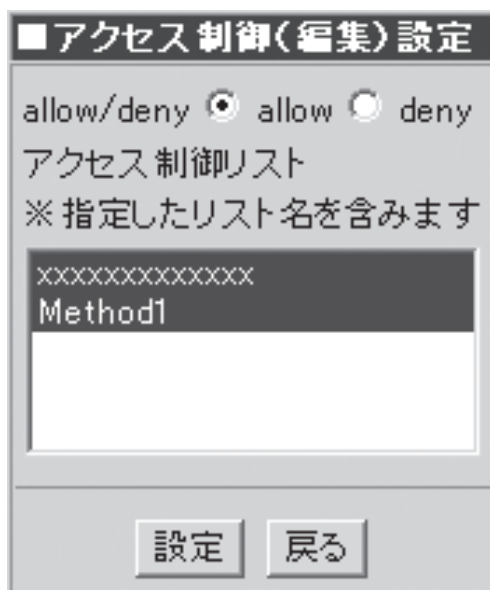 ■アクセス制御(編集)設定
allow/deny allow deny
アクセス制御リスト
※指定したリスト名を含みます
xxxxxxxxxxxxx
Method1
設定 戻る